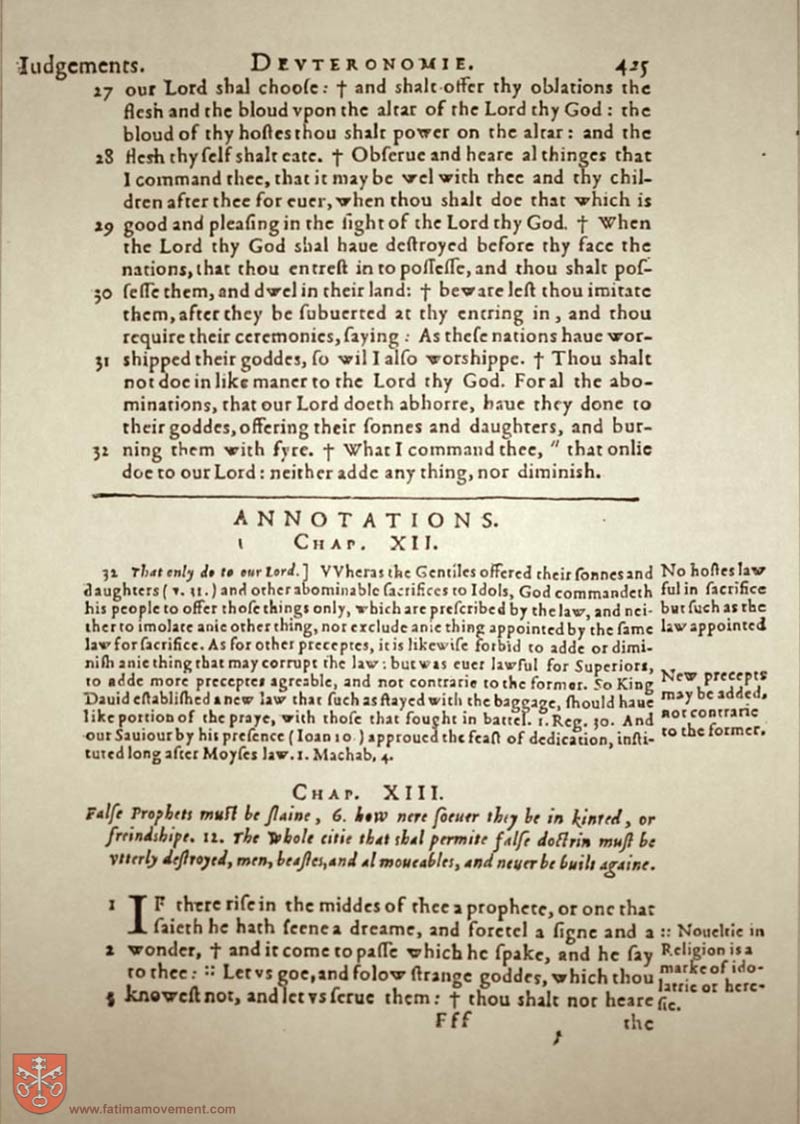 Iudgements. DEVTERONOMIE. 425
27 our Lord shal chooſe: † and shalt offer thy oblations the
flesh and the bloud vpon the altar of the Lord thy God: the
bloud of thy hoſtes thou shalt power on the altar: and the
28 flesh thy ſelf shalt eate. † Obſerue and heare al thinges that
I command thee, that it may be wel with thee and thy chil-
dren after thee for euer, when thou shalt doe that which is
29 good and pleaſing in the ſight of the Lord thy God. † When
the Lord thy God shal haue deſtroyed before thy face the
nations, that thou entreſt in to poſſeſſe, and thou shalt poſ-
30 ſeſſe them, and dwel in their land: † beware leſt thou imitate
them, after they be ſubuerted at thy entring in, and thou
require their ceremonies, ſaying: As theſe nations haue wor-
31 shipped their goddes, ſo wil I alſo worshippe. † Thou shalt
not doe in like maner to the Lord thy God. For al the abo-
minations, that our Lord doeth abhorre, haue they done to
their goddes, offering their ſonnes and daughters, and bur-
32 ning them with fyre. † What I command thee, " that onlie
doe to our Lord: neither adde any thing, nor diminish.
ANNOTATIONS.
CHAP. XII.
32 That only do to our Lord.] VVheras the Gentiles offered their ſonnes and
daughters (v. 31.) and other abominable ſacrifices to Idols, God commandeth
his people to offer thoſe things only, which are preſcribed by the law, and nei-
ther to imolate anie other thing, nor exclude anie thing appointed by the ſame
law for ſacrifice. As for other preceptes, it is likewiſe forbid to adde or dimi-
nish anie thing that may corrupt the law: but was euer lawful for Superiors,
to adde more preceptes agreable, and not contrarie to the former. So King
Dauid eſtabliſhed a new law that ſuch as ſtayed with the baggage, ſhould haue
like portion of the praye, with thoſe that fought in battel. 1. Reg. 30. And
our Sauiour by his preſence (Ioan 10.) approued the feaſt of dedication, inſti-
tuted long after Moyſes law. 1. Machab, 4.
No hoſtes law
ful in ſacrifice
but ſuch as the
law appointed
New precepts
may be added,
not contrarie
to the former.
CHAP. XIII.
Falſe Prophets muſt be ſlaine, 6. how nere ſoeuer they be in kinred, or
freindshipe. 12. The whole citie that shal permite falſe doctrin muſt be
vtterly deſtroyed, men, beaſtes, and al moueables, and neuer be built againe.
1 IF there riſe in the middes of thee a prophete, or one that
ſaieth he hath ſeene a dreame, and foretel a ſigne and a
2 wonder, † and it come to paſſe which he ſpake, and he ſay
to thee: :: Let vs goe, and folow ſtrange goddes, which thou
3 knoweſt not, and let vs ſerue them: † thou shalt not heare
:: Noueltie in
Religion is a
marke of ido-
latrie or here-
ſie.
Fff the
www.fatimamovement.com